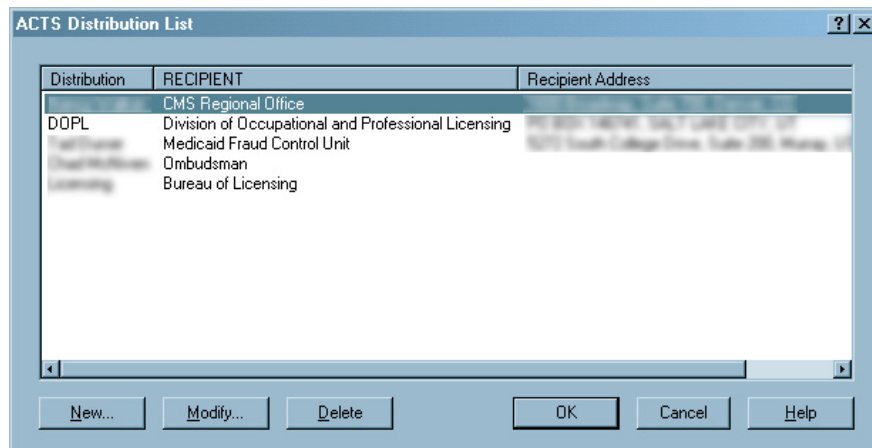 ACTS Distribution List
Distribution RECIPIENT Recipient Address
CMS Regional Office
DOPL Division of Occupational and Professional Licensing
Medicaid Fraud Control Unit
Ombudsman
Bureau of Licensing
New... Modify... Delete OK Cancel Help